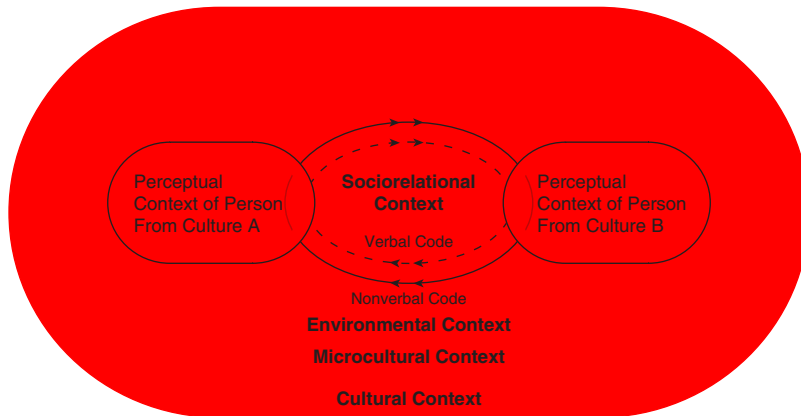 Perceptual
Context of Person
From Culture A
Sociorelational
Context
Perceptual
Context of Person
From Culture B
Verbal Code
Nonverbal Code
Environmental Context
Microcultural Context
Cultural Context